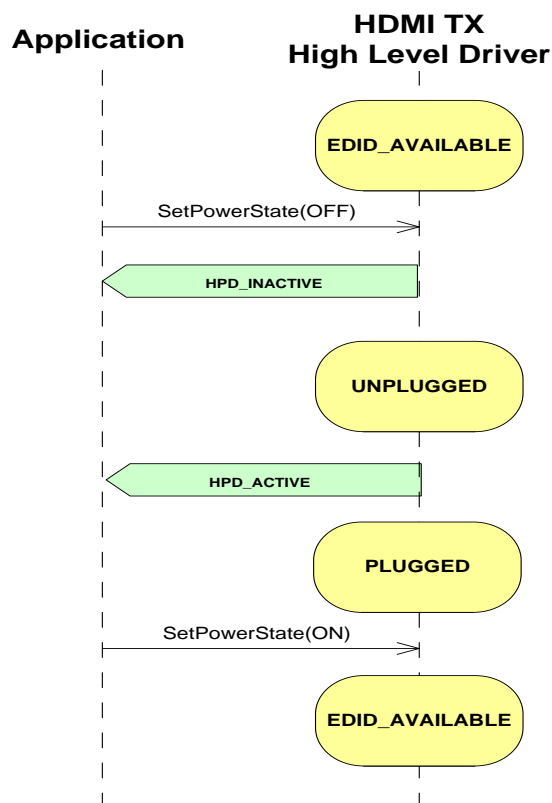 Application
HDMI TX
High Level Driver
EDID_AVAILABLE
SetPowerState(OFF)
HPD_INACTIVE
UNPLUGGED
HPD_ACTIVE
PLUGGED
SetPowerState(ON)
EDID_AVAILABLE